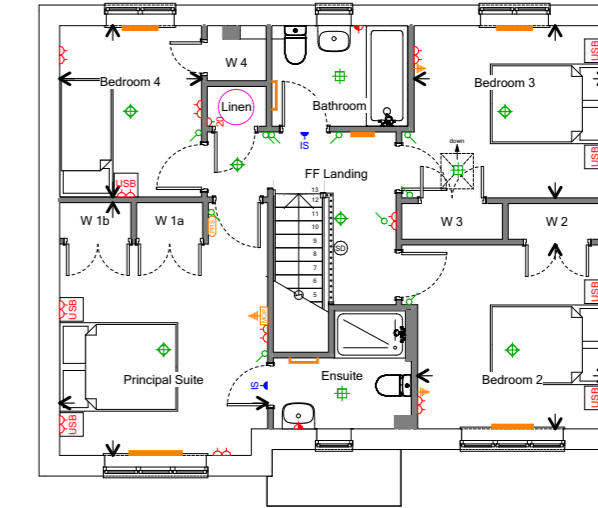 W 4
Bedroom 4
Linen
Bathroom
Bedroom 3
USB
USB
IS
down
FF Landing
USB
13
12
11
10
9
8
7
6
5
W 1b
W 1a
W 3
W 2
SD
USB
USB
USB
USB
IS
Principal Suite
Ensuite
Bedroom 2